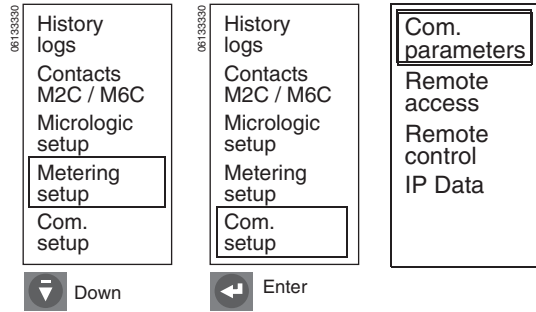 06133330
History
logs
Contacts
M2C / M6C
Micrologic
setup
Metering
setup
Com.
setup
Down
06133330
History
logs
Contacts
M2C / M6C
Micrologic
setup
Metering
setup
Com.
setup
Enter
Com.
parameters
Remote
access
Remote
control
IP Data